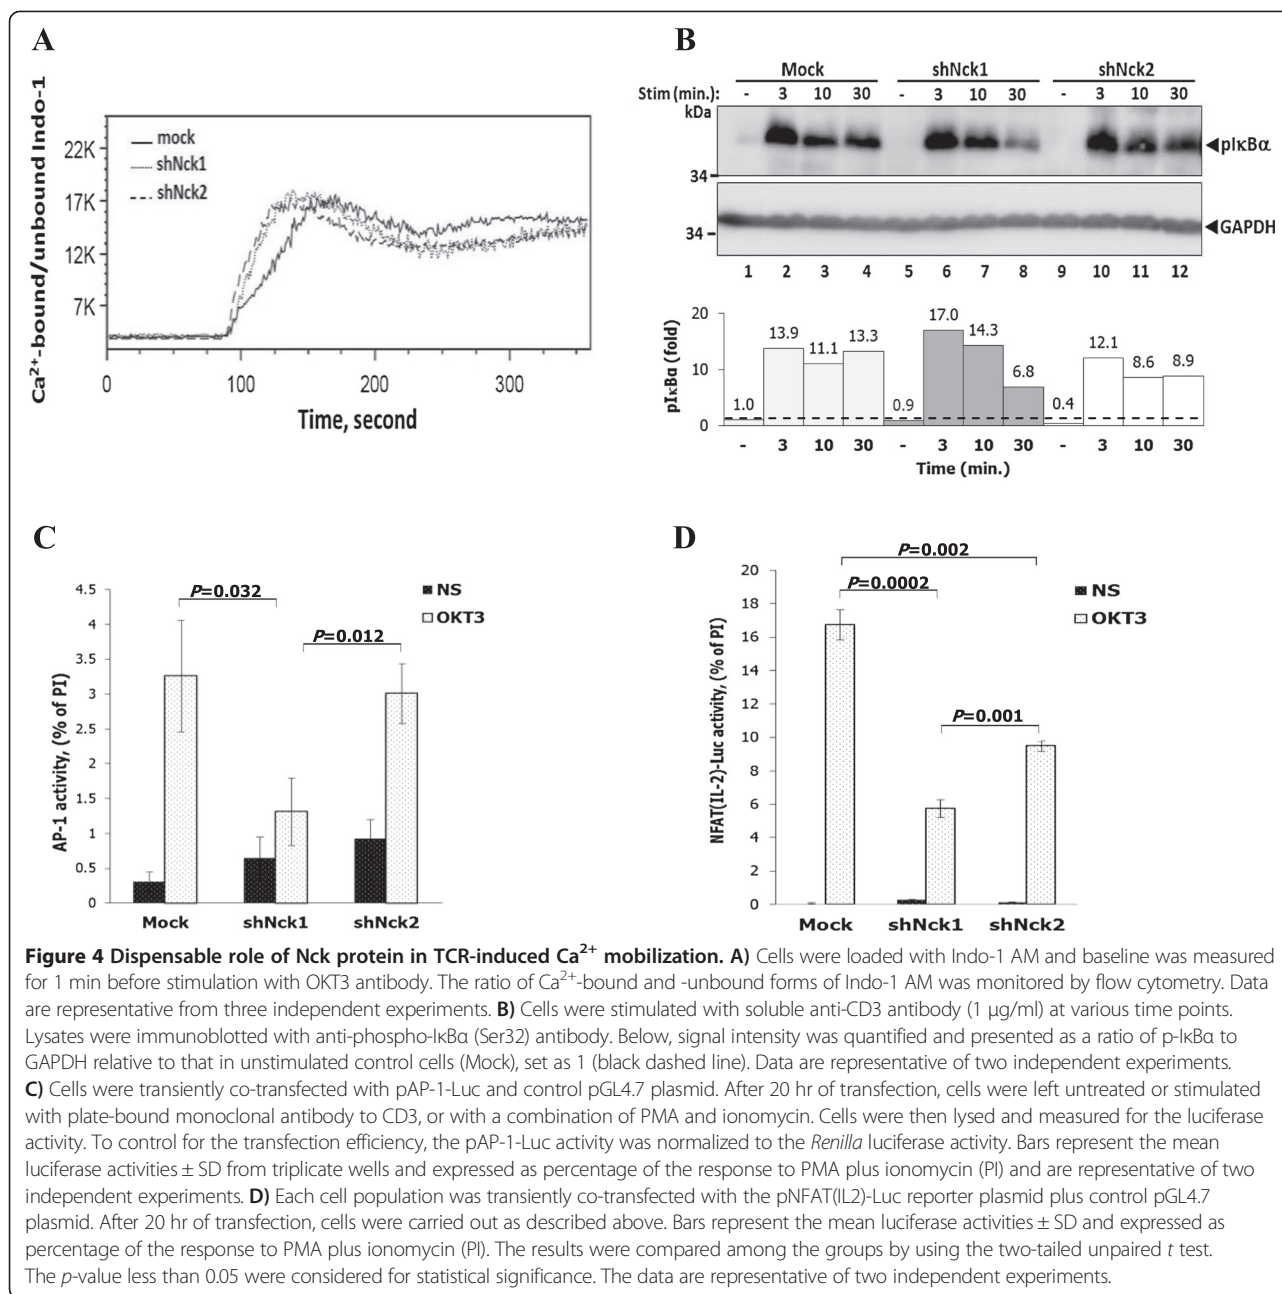 A
Ca²⁺-bound/unbound Indo-1
22K
17K
12K
7K
mock
shNck1
shNck2
0 100 200 300
Time, second
B
Mock shNck1 shNck2
Stim (min.): - 3 10 30 - 3 10 30 - 3 10 30
kDa
pIκBα
34
GAPDH
34
1 2 3 4 5 6 7 8 9 10 11 12
pIκBα (fold)
20
10
0
1.0 13.9 11.1 13.3 0.9 17.0 14.3 6.8 0.4 12.1 8.6 8.9
- 3 10 30 - 3 10 30 - 3 10 30
Time (min.)
C
AP-1 activity, (% of PI)
4.5
4
3.5
3
2.5
2
1.5
1
0.5
0
P=0.032
P=0.012
NS
OKT3
Mock shNck1 shNck2
D
NFAT(IL-2)-Luc activity, (% of PI)
20
18
16
14
12
10
8
6
4
2
0
P=0.002
P=0.0002
P=0.001
NS
OKT3
Mock shNck1 shNck2
Figure 4 Dispensable role of Nck protein in TCR-induced Ca²⁺ mobilization. A) Cells were loaded with Indo-1 AM and baseline was measured
for 1 min before stimulation with OKT3 antibody. The ratio of Ca²⁺-bound and -unbound forms of Indo-1 AM was monitored by flow cytometry. Data
are representative from three independent experiments. B) Cells were stimulated with soluble anti-CD3 antibody (1 μg/ml) at various time points.
Lysates were immunoblotted with anti-phospho-IκBα (Ser32) antibody. Below, signal intensity was quantified and presented as a ratio of p-IκBα to
GAPDH relative to that in unstimulated control cells (Mock), set as 1 (black dashed line). Data are representative of two independent experiments.
C) Cells were transiently co-transfected with pAP-1-Luc and control pGL4.7 plasmid. After 20 hr of transfection, cells were left untreated or stimulated
with plate-bound monoclonal antibody to CD3, or with a combination of PMA and ionomycin. Cells were then lysed and measured for the luciferase
activity. To control for the transfection efficiency, the pAP-1-Luc activity was normalized to the Renilla luciferase activity. Bars represent the mean
luciferase activities ± SD from triplicate wells and expressed as percentage of the response to PMA plus ionomycin (PI) and are representative of two
independent experiments. D) Each cell population was transiently co-transfected with the pNFAT(IL2)-Luc reporter plasmid plus control pGL4.7
plasmid. After 20 hr of transfection, cells were carried out as described above. Bars represent the mean luciferase activities ± SD and expressed as
percentage of the response to PMA plus ionomycin (PI). The results were compared among the groups by using the two-tailed unpaired t test.
The p-value less than 0.05 were considered for statistical significance. The data are representative of two independent experiments.